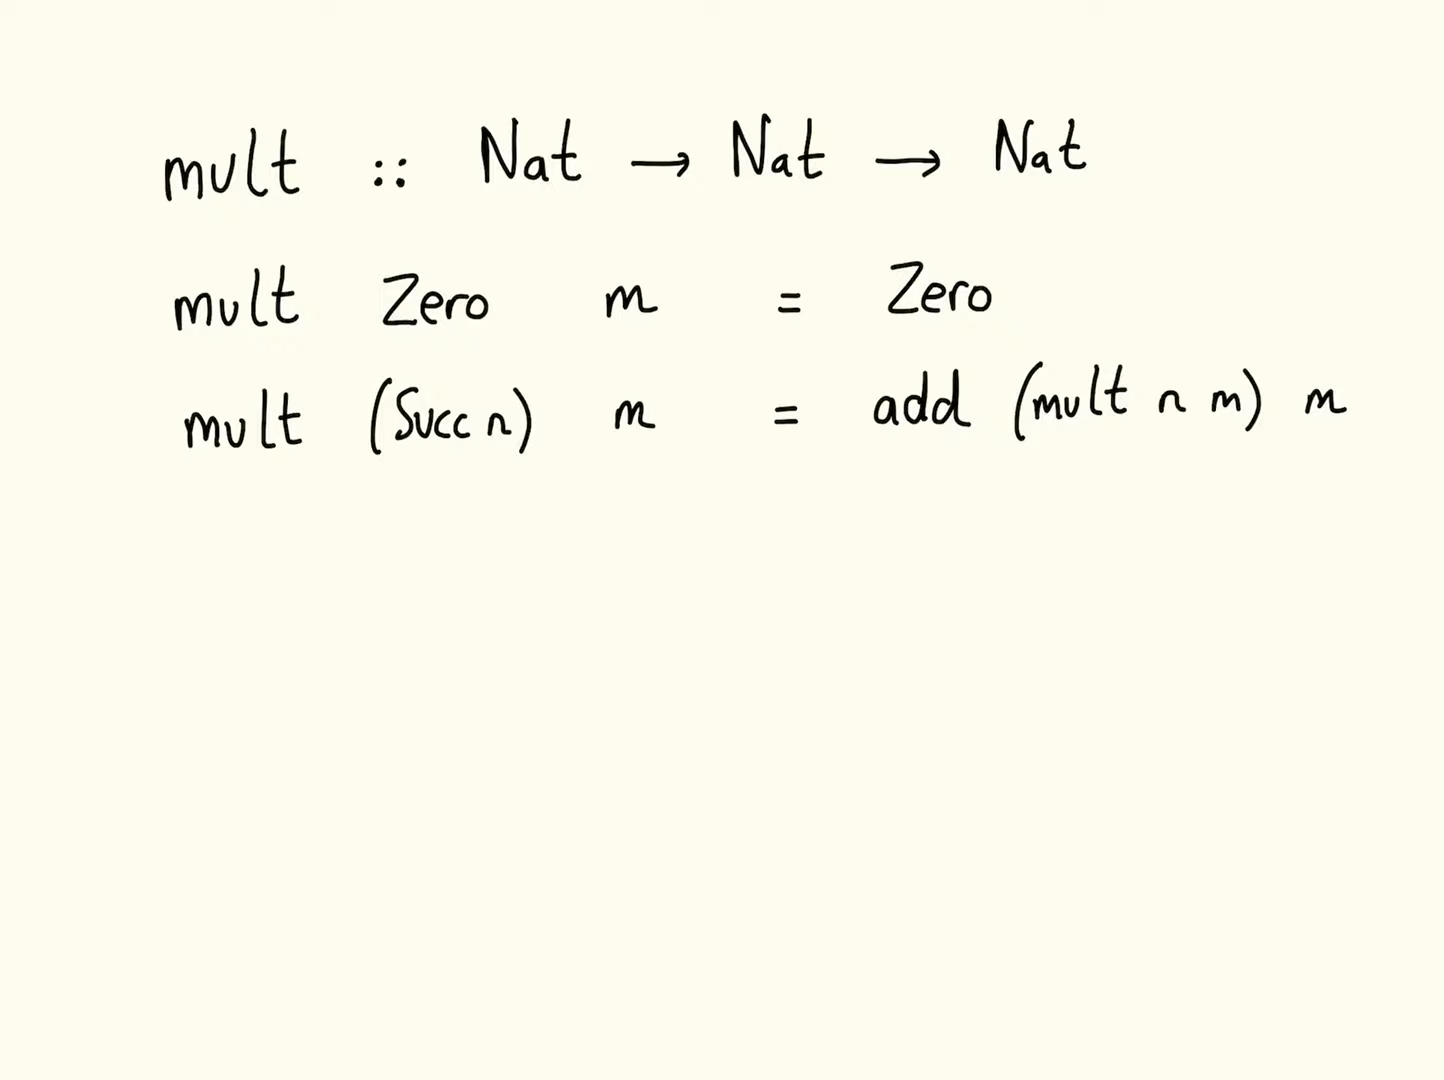 mult :: Nat → Nat → Nat
mult Zero m = Zero
mult (Succ n) m = add (mult n m) m